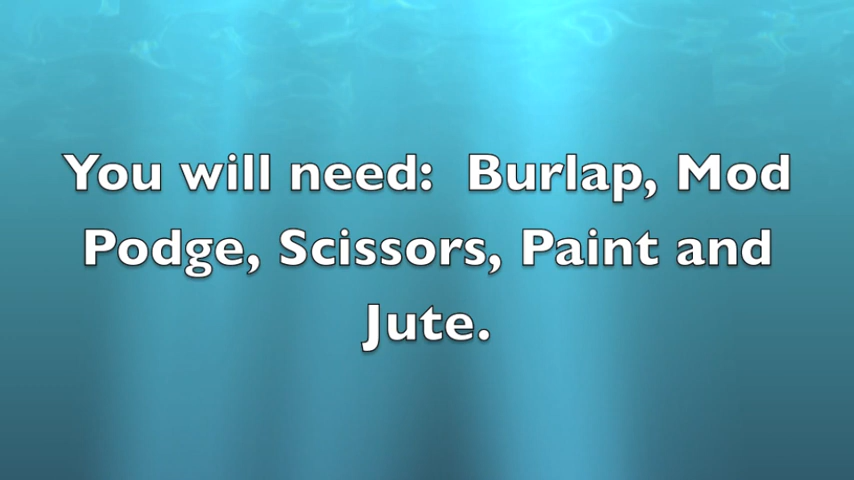 You will need:  Burlap, Mod
Podge, Scissors, Paint and
Jute.